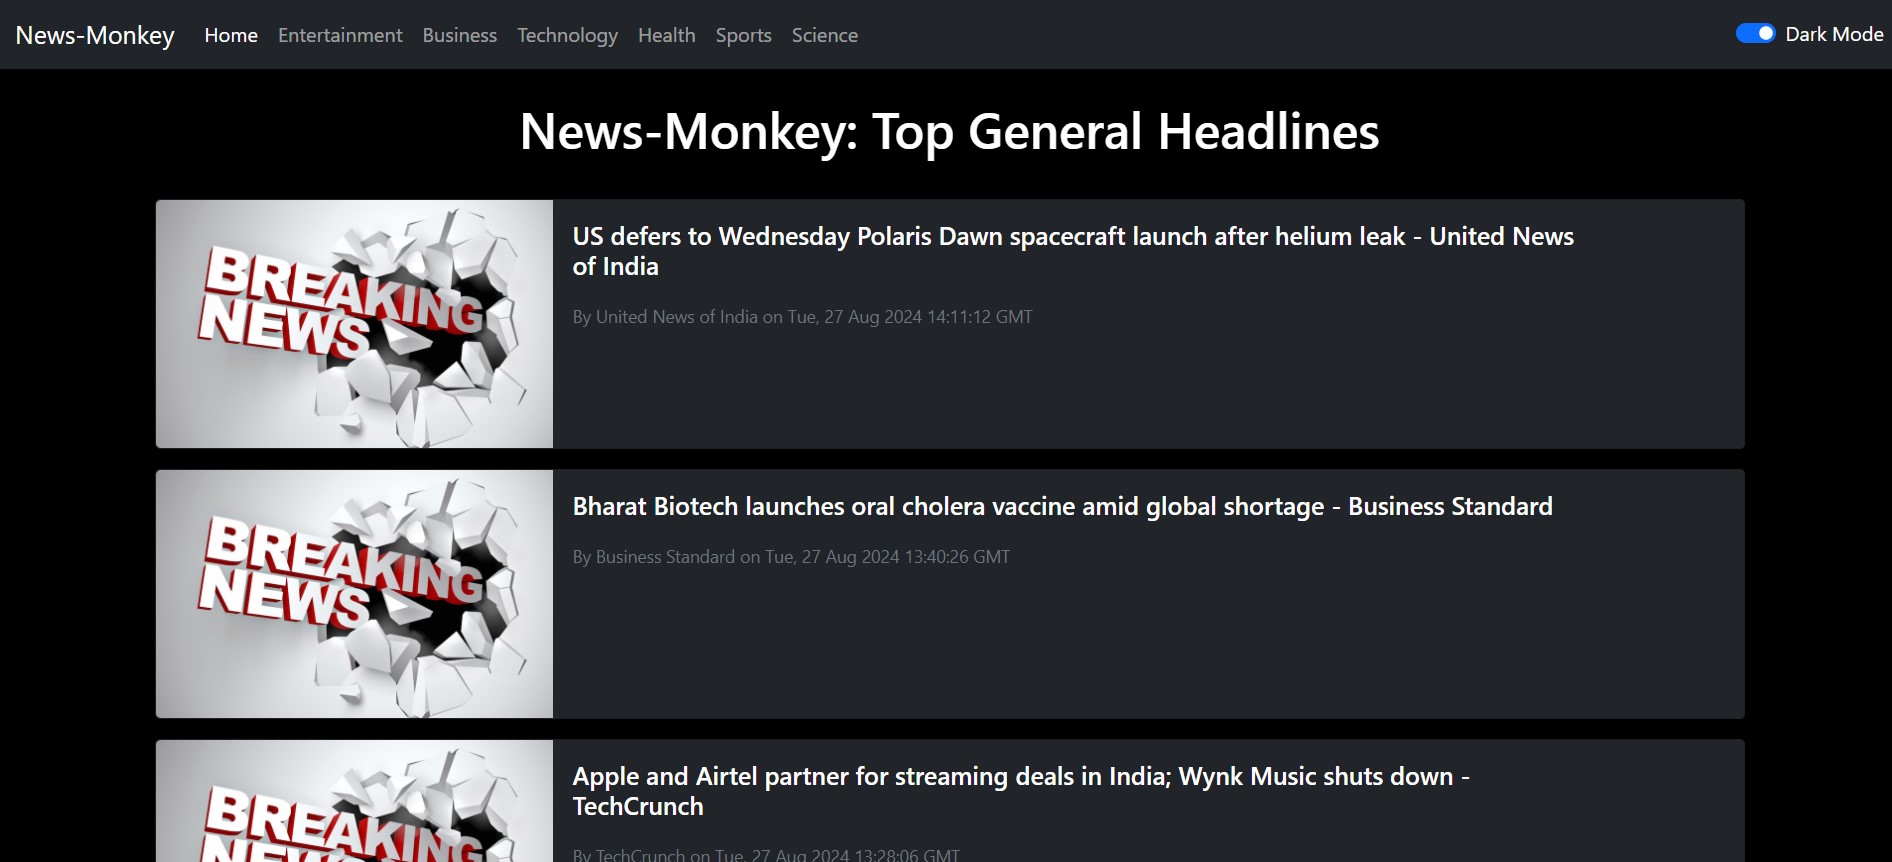 News-Monkey Home Entertainment Business Technology Health Sports Science Dark Mode
News-Monkey: Top General Headlines
BREAKING
NEWS
US defers to Wednesday Polaris Dawn spacecraft launch after helium leak - United News
of India
By United News of India on Tue, 27 Aug 2024 14:11:12 GMT
BREAKING
NEWS
Bharat Biotech launches oral cholera vaccine amid global shortage - Business Standard
By Business Standard on Tue, 27 Aug 2024 13:40:26 GMT
BREAKING
NEWS
Apple and Airtel partner for streaming deals in India; Wynk Music shuts down -
TechCrunch
By TechCrunch on Tue, 27 Aug 2024 13:28:06 GMT